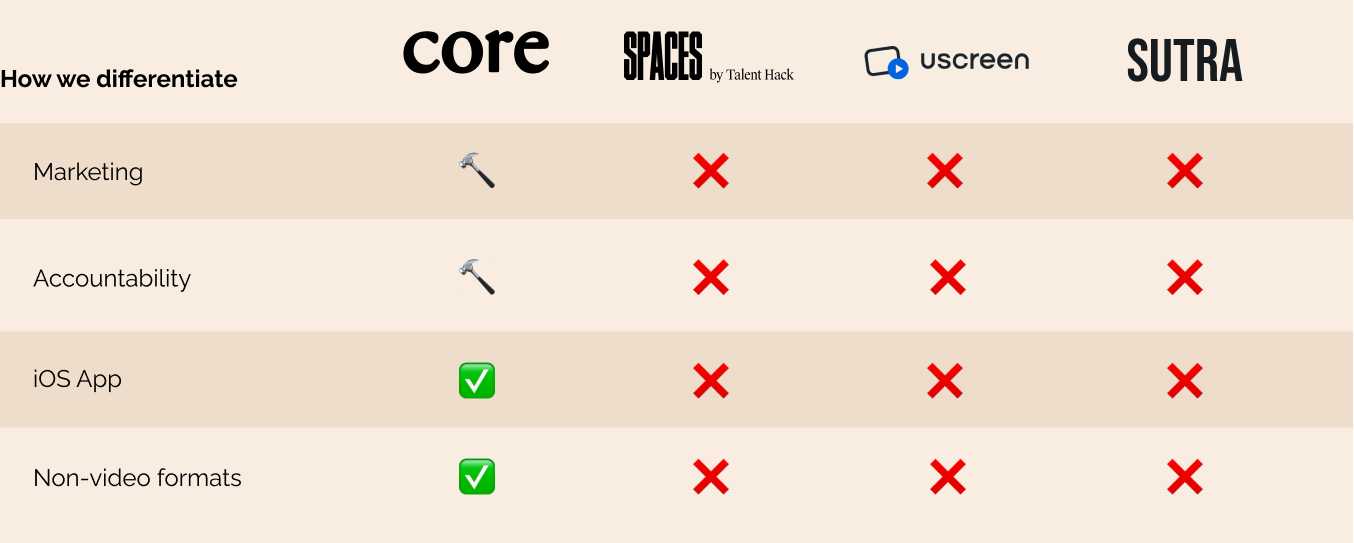 How we differentiate
core
SPACES by Talent Hack
uscreen
SUTRA
Marketing
Accountability
iOS App
Non-video formats